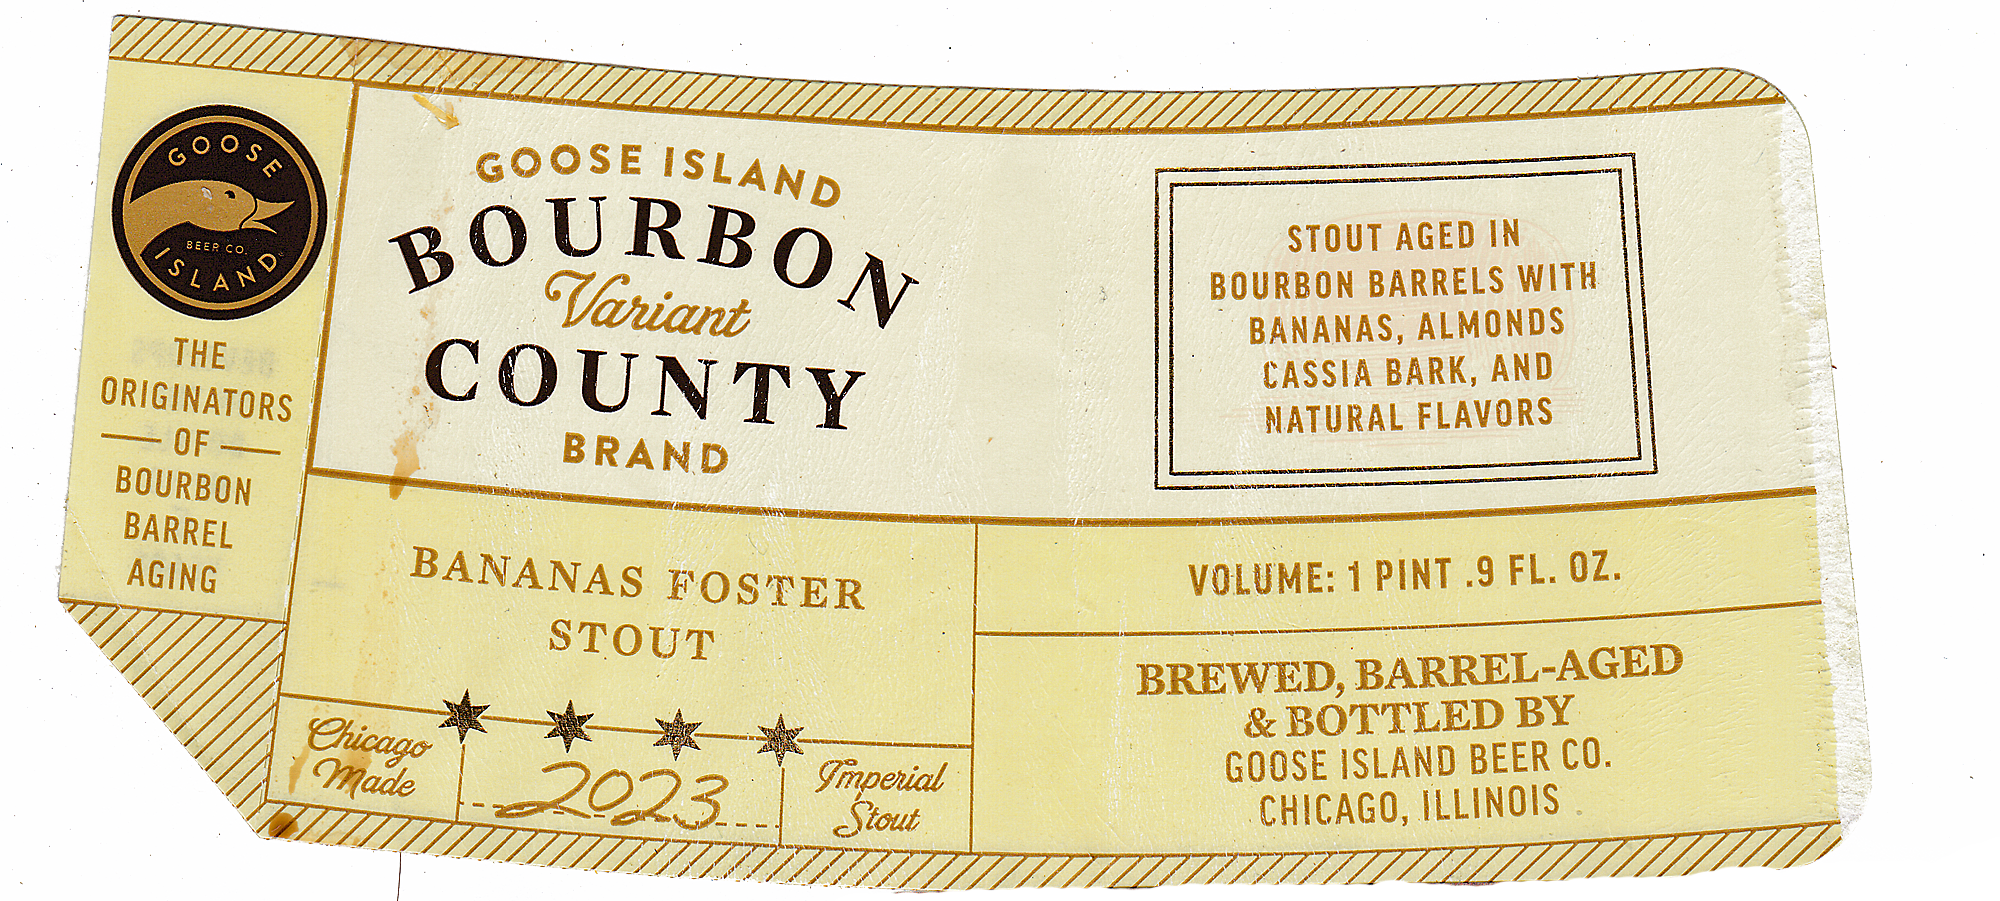 GOOSE
BEER CO.
ISLAND
THE
ORIGINATORS
OF
BOURBON
BARREL
AGING
GOOSE ISLAND
BOURBON
Variant
COUNTY
BRAND
BANANAS FOSTER
STOUT
Chicago
Made
2023
Imperial
Stout
STOUT AGED IN
BOURBON BARRELS WITH
BANANAS, ALMONDS
CASSIA BARK, AND
NATURAL FLAVORS
VOLUME: 1 PINT .9 FL. OZ.
BREWED, BARREL-AGED
& BOTTLED BY
GOOSE ISLAND BEER CO.
CHICAGO, ILLINOIS